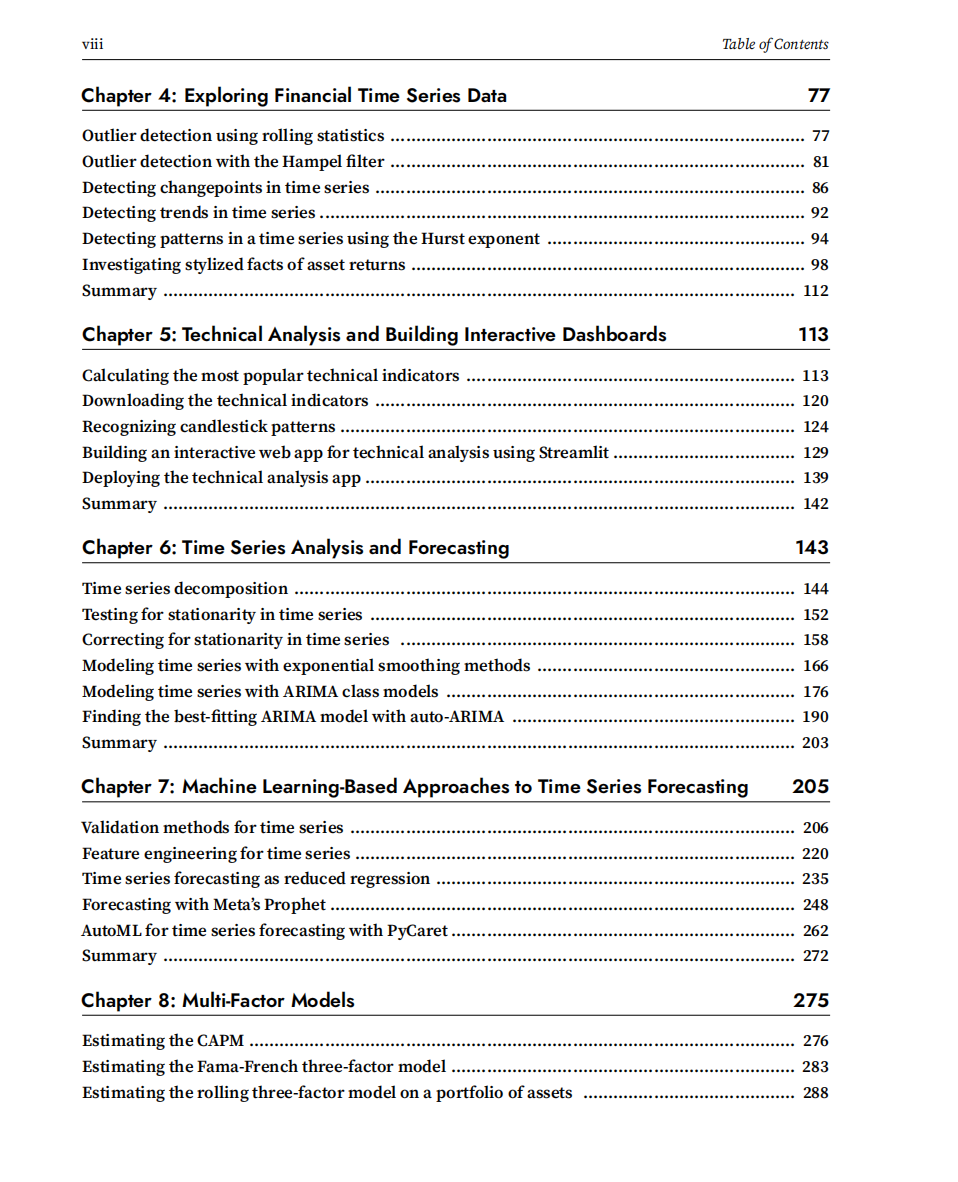 viii Table of Contents
Chapter 4: Exploring Financial Time Series Data 77
Outlier detection using rolling statistics ................................................................................... 77
Outlier detection with the Hampel filter ................................................................................... 81
Detecting changepoints in time series ...................................................................................... 86
Detecting trends in time series ................................................................................................. 92
Detecting patterns in a time series using the Hurst exponent .................................................... 94
Investigating stylized facts of asset returns ............................................................................... 98
Summary .............................................................................................................................. 112
Chapter 5: Technical Analysis and Building Interactive Dashboards 113
Calculating the most popular technical indicators .................................................................. 113
Downloading the technical indicators .................................................................................... 120
Recognizing candlestick patterns ........................................................................................... 124
Building an interactive web app for technical analysis using Streamlit ..................................... 129
Deploying the technical analysis app ...................................................................................... 139
Summary .............................................................................................................................. 142
Chapter 6: Time Series Analysis and Forecasting 143
Time series decomposition .................................................................................................... 144
Testing for stationarity in time series ..................................................................................... 152
Correcting for stationarity in time series ............................................................................... 158
Modeling time series with exponential smoothing methods .................................................... 166
Modeling time series with ARIMA class models ...................................................................... 176
Finding the best-fitting ARIMA model with auto-ARIMA ......................................................... 190
Summary .............................................................................................................................. 203
Chapter 7: Machine Learning-Based Approaches to Time Series Forecasting 205
Validation methods for time series ......................................................................................... 206
Feature engineering for time series ........................................................................................ 220
Time series forecasting as reduced regression ........................................................................ 235
Forecasting with Meta’s Prophet ............................................................................................. 248
AutoML for time series forecasting with PyCaret ..................................................................... 262
Summary .............................................................................................................................. 272
Chapter 8: Multi-Factor Models 275
Estimating the CAPM ............................................................................................................. 276
Estimating the Fama-French three-factor model ..................................................................... 283
Estimating the rolling three-factor model on a portfolio of assets .......................................... 288